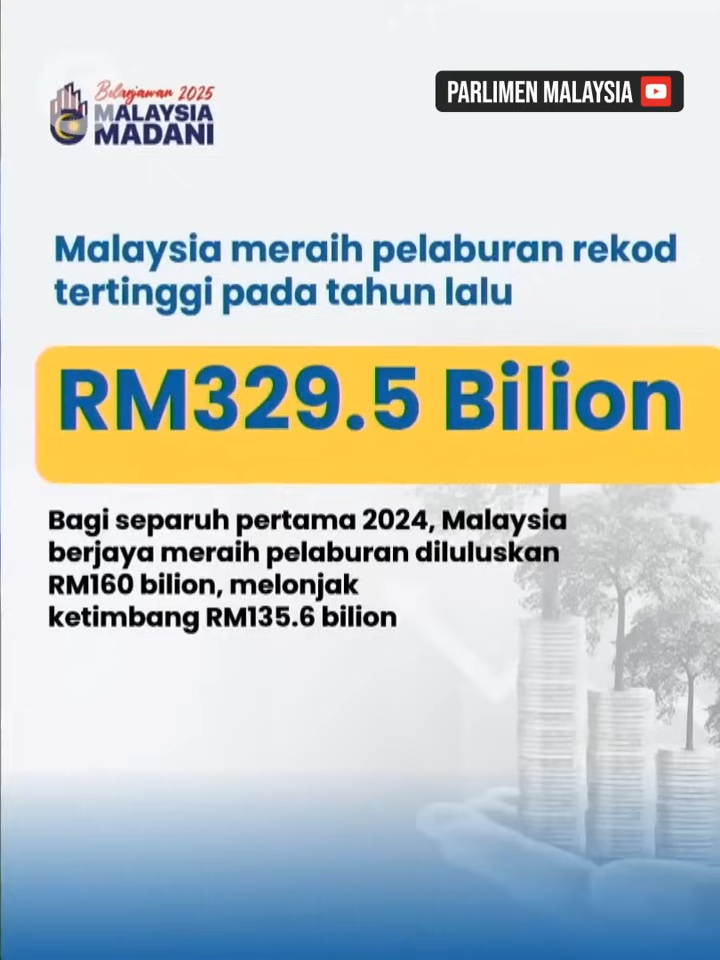 Belanjawan 2025
MALAYSIA
MADANI
PARLIMEN MALAYSIA
Malaysia meraih pelaburan rekod
tertinggi pada tahun lalu
RM329.5 Bilion
Bagi separuh pertama 2024, Malaysia
berjaya meraih pelaburan diluluskan
RM160 bilion, melonjak
ketimbang RM135.6 bilion